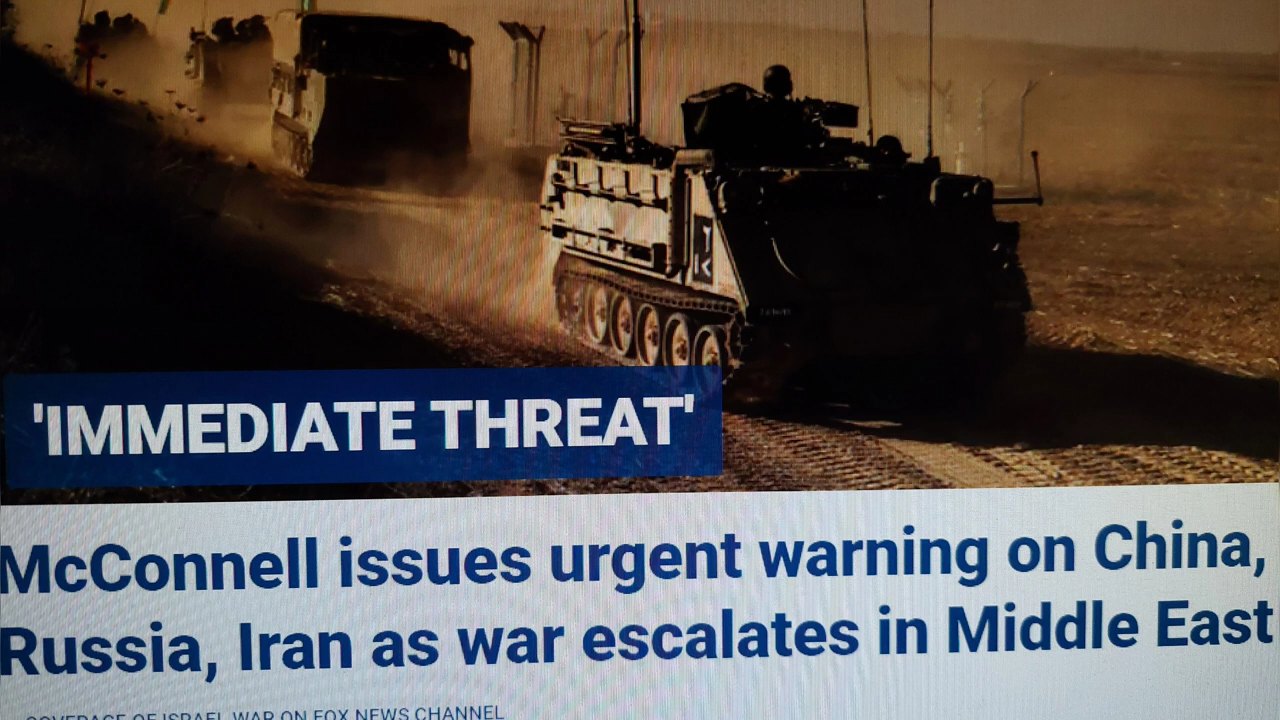 'IMMEDIATE THREAT'
McConnell issues urgent warning on China,
Russia, Iran as war escalates in Middle East
COVERAGE OF ISRAEL WAR ON FOX NEWS CHANNEL